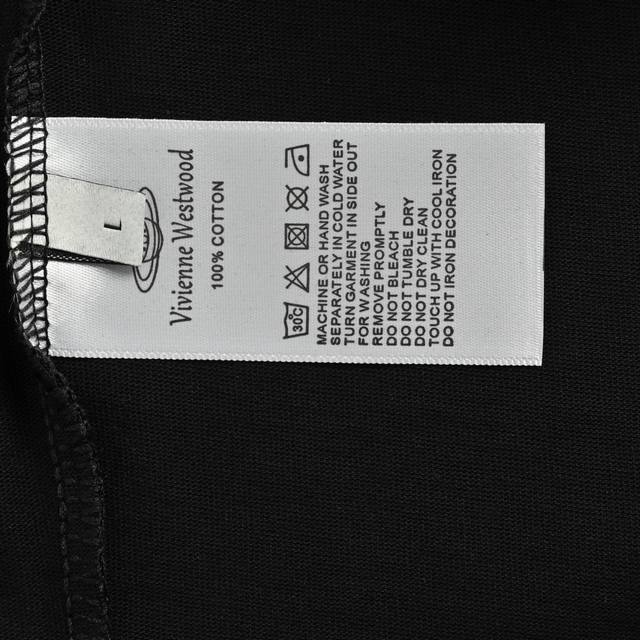 L
Vivienne Westwood
100% COTTON
30C
MACHINE OR HAND WASH
SEPARATELY IN COLD WATER
TURN GARMENT IN SIDE OUT
FOR WASHING
REMOVE PROMPTLY
DO NOT BLEACH
DO NOT TUMBLE DRY
DO NOT DRY CLEAN
TOUCH UP WITH COOL IRON
DO NOT IRON DECORATION